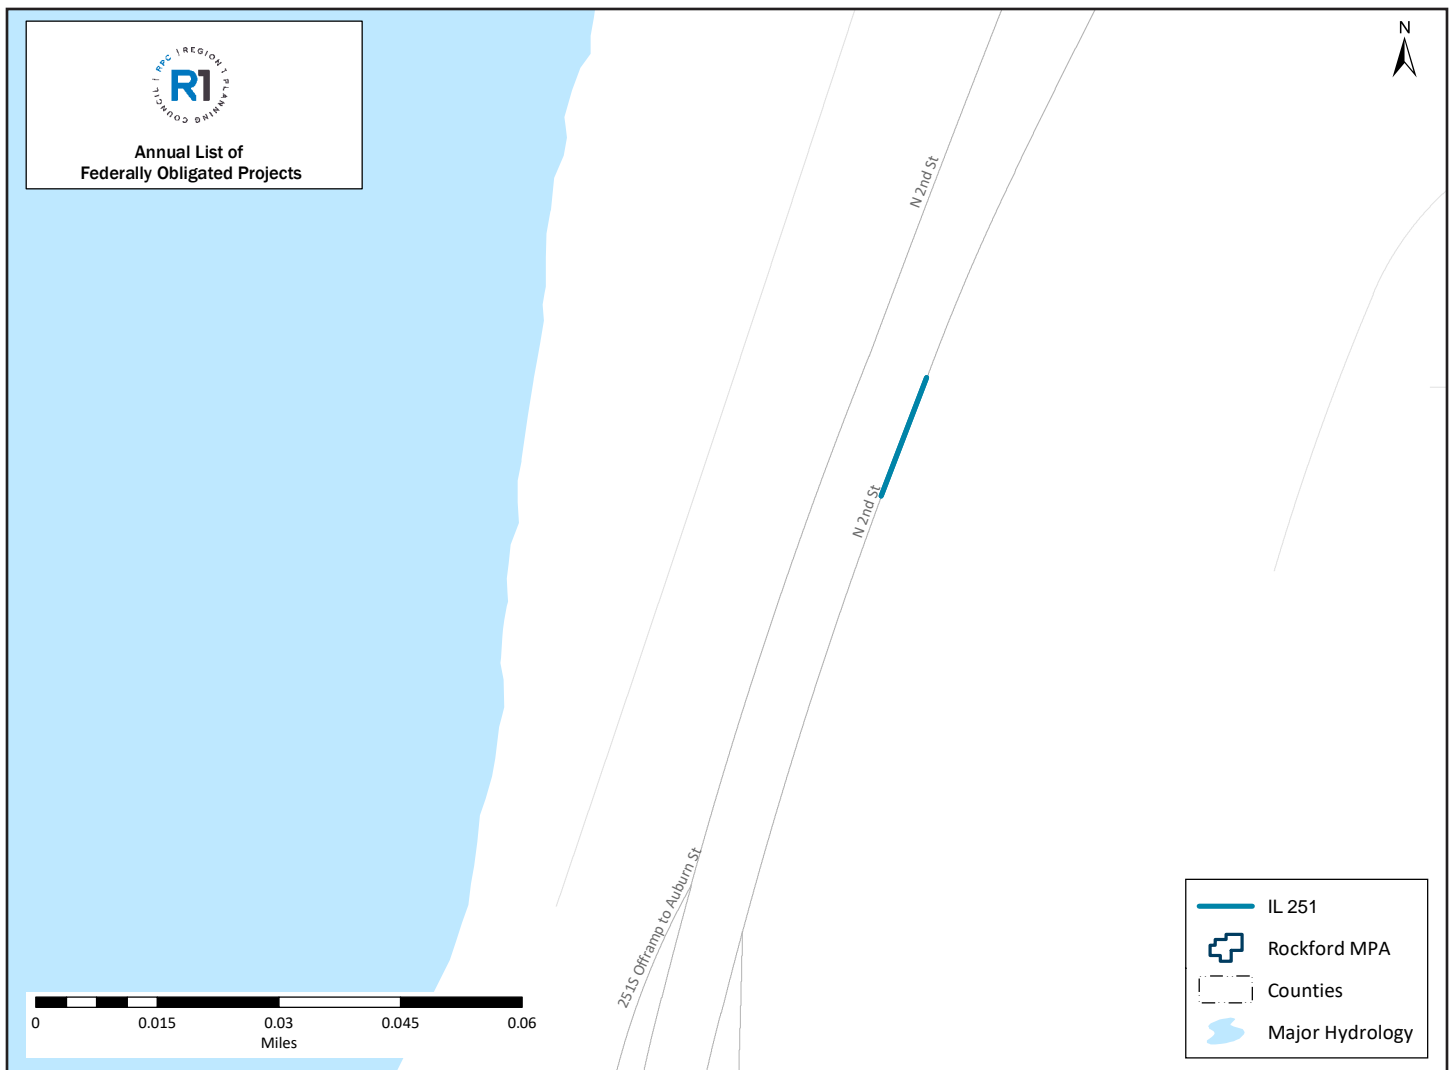 RPC | REGION 1 PLANNING COUNCIL |
R1
Annual List of
Federally Obligated Projects
N
N 2nd St
N 2nd St
251S Offramp to Auburn St
0 0.015 0.03 0.045 0.06
Miles
IL 251
Rockford MPA
Counties
Major Hydrology